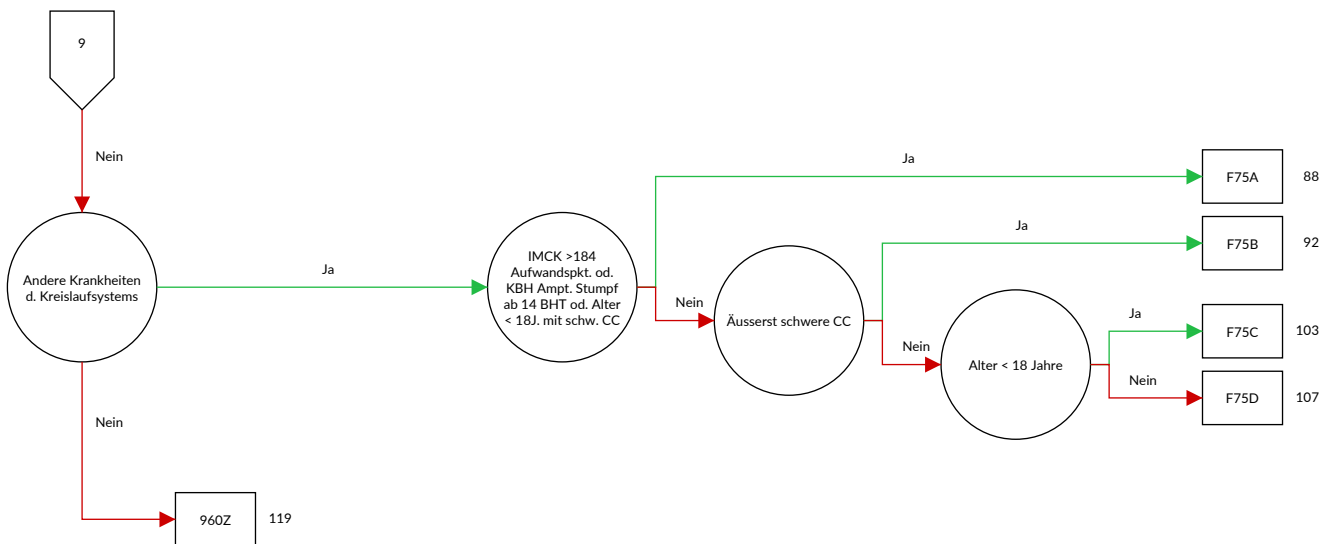 9
Nein
Ja
F75A
88
Ja
F75B
92
Andere Krankheiten
d. Kreislaufsystems
Ja
IMCK >184
Aufwandspkt. od.
KBH Ampt. Stumpf
ab 14 BHT od. Alter
< 18J. mit schw. CC
Nein
Äusserst schwere CC
Nein
Alter < 18 Jahre
Ja
F75C
103
Nein
F75D
107
Nein
960Z
119